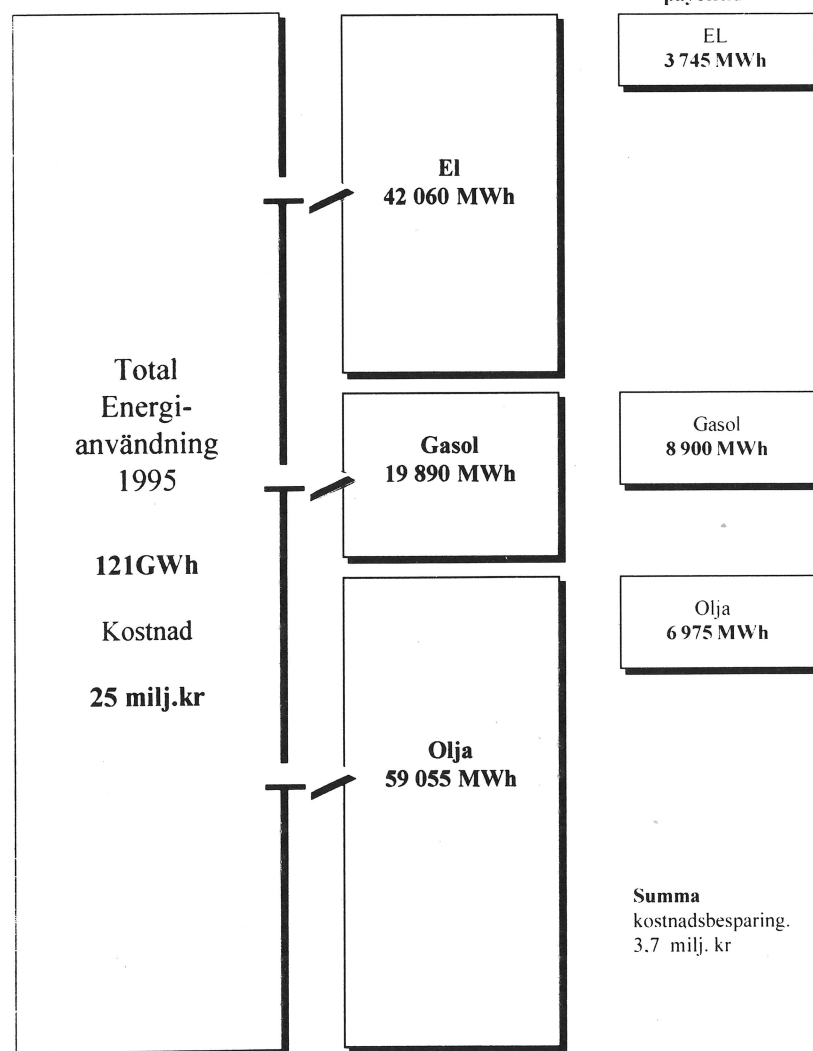 EL
3 745 MWh
El
42 060 MWh
Total
Energi-
användning
1995
121GWh
Kostnad
25 milj.kr
Gasol
19 890 MWh
Gasol
8 900 MWh
Olja
59 055 MWh
Olja
6 975 MWh
Summa
kostnadsbesparing.
3.7 milj. kr